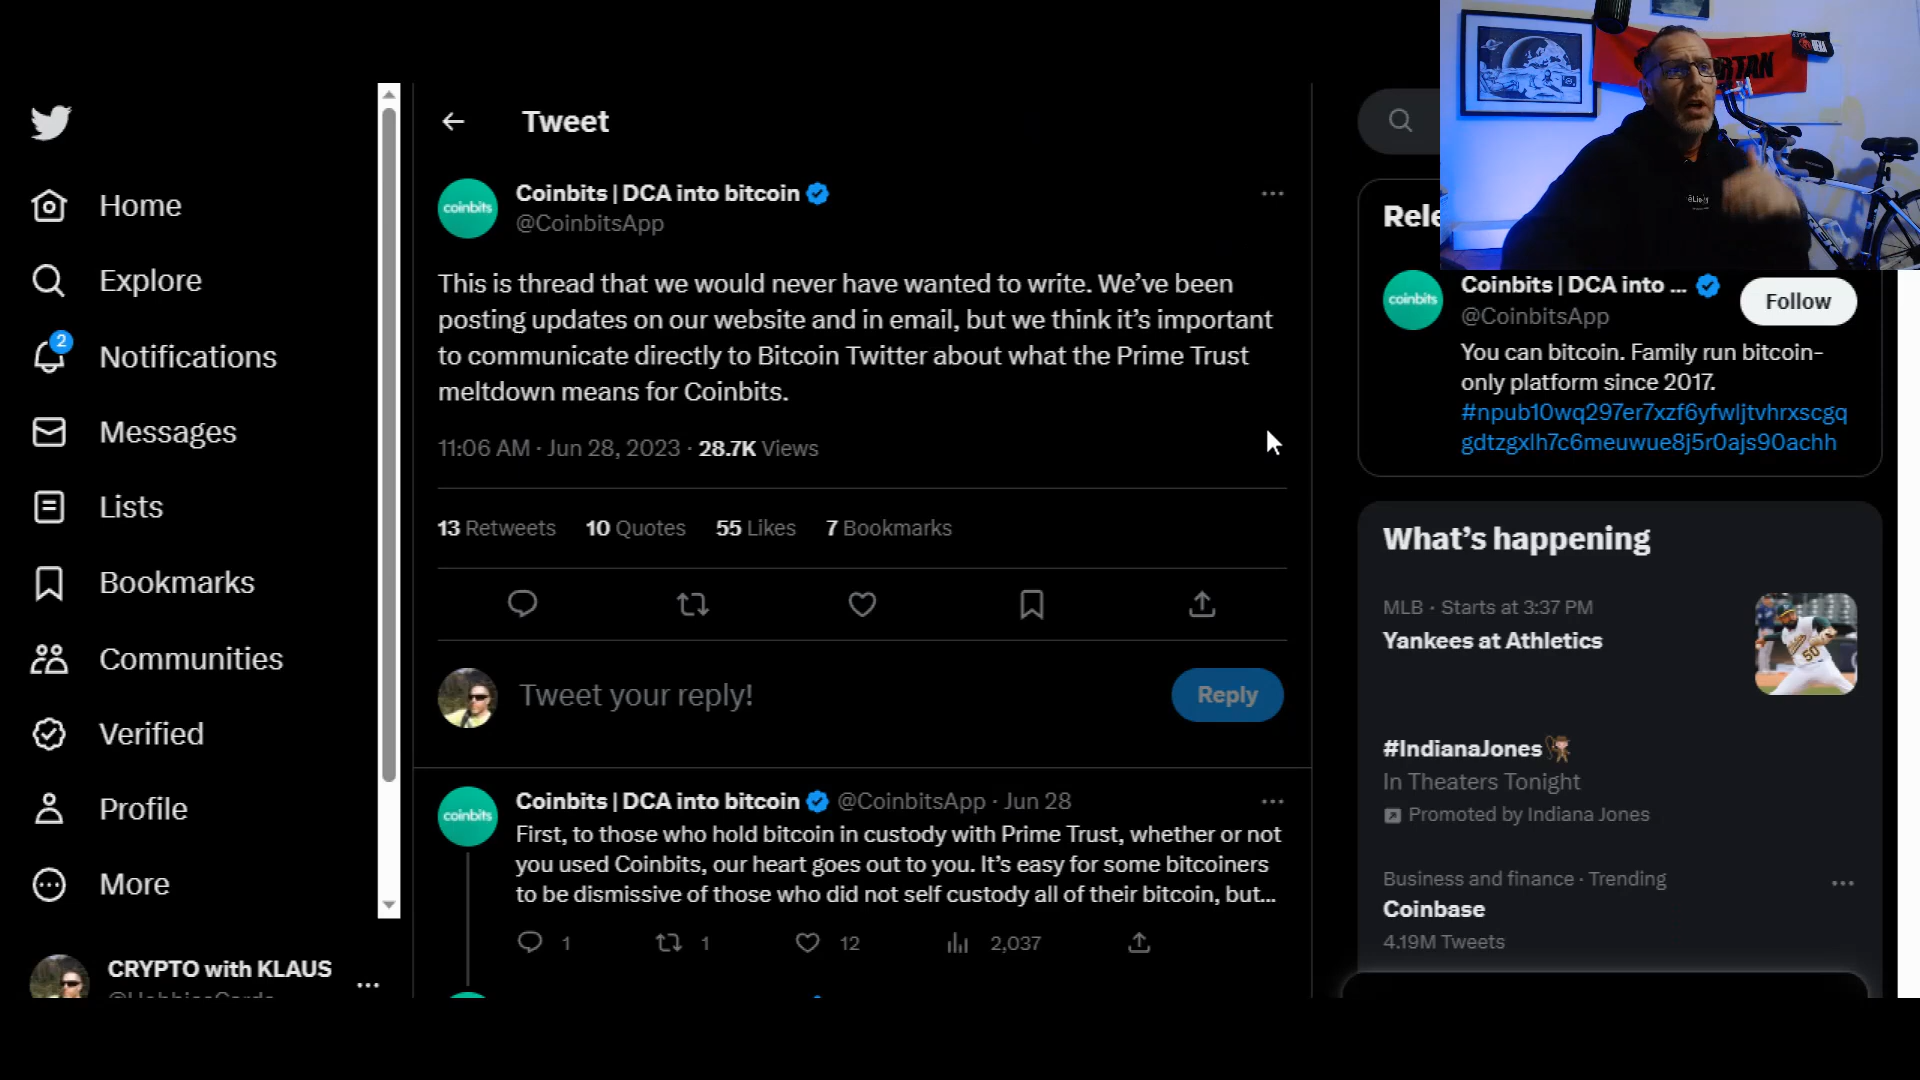 Home
Explore
2
Notifications
Messages
Lists
Bookmarks
Communities
Verified
Profile
More
CRYPTO with KLAUS
Tweet
coinbits
Coinbits | DCA into bitcoin
@CoinbitsApp
This is thread that we would never have wanted to write. We’ve been
posting updates on our website and in email, but we think it’s important
to communicate directly to Bitcoin Twitter about what the Prime Trust
meltdown means for Coinbits.
11:06 AM · Jun 28, 2023 · 28.7K Views
13 Retweets 10 Quotes 55 Likes 7 Bookmarks
Tweet your reply!
Reply
coinbits
Coinbits | DCA into bitcoin @CoinbitsApp · Jun 28
First, to those who hold bitcoin in custody with Prime Trust, whether or not
you used Coinbits, our heart goes out to you. It’s easy for some bitcoiners
to be dismissive of those who did not self custody all of their bitcoin, but...
1 1 12 2,037
Rele
coinbits
Coinbits | DCA into ...
Follow
@CoinbitsApp
You can bitcoin. Family run bitcoin-
only platform since 2017.
#npub10wq297er7xzf6yfwljtvhrxscgq
gdtzgxlh7c6meuwue8j5r0ajs90achh
What’s happening
MLB · Starts at 3:37 PM
Yankees at Athletics
50
#IndianaJones
In Theaters Tonight
Promoted by Indiana Jones
Business and finance · Trending
Coinbase
4.19M Tweets
RTAN
TREK